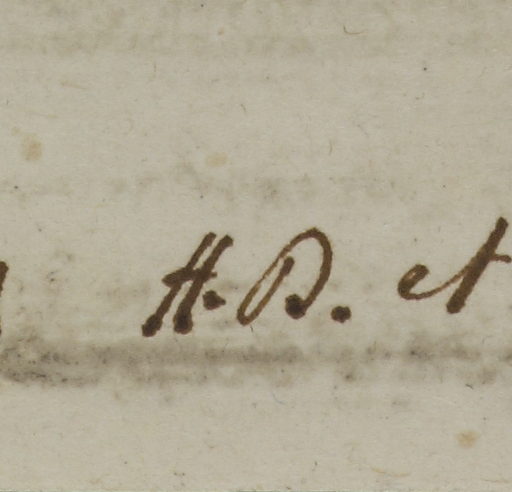 H. D. et